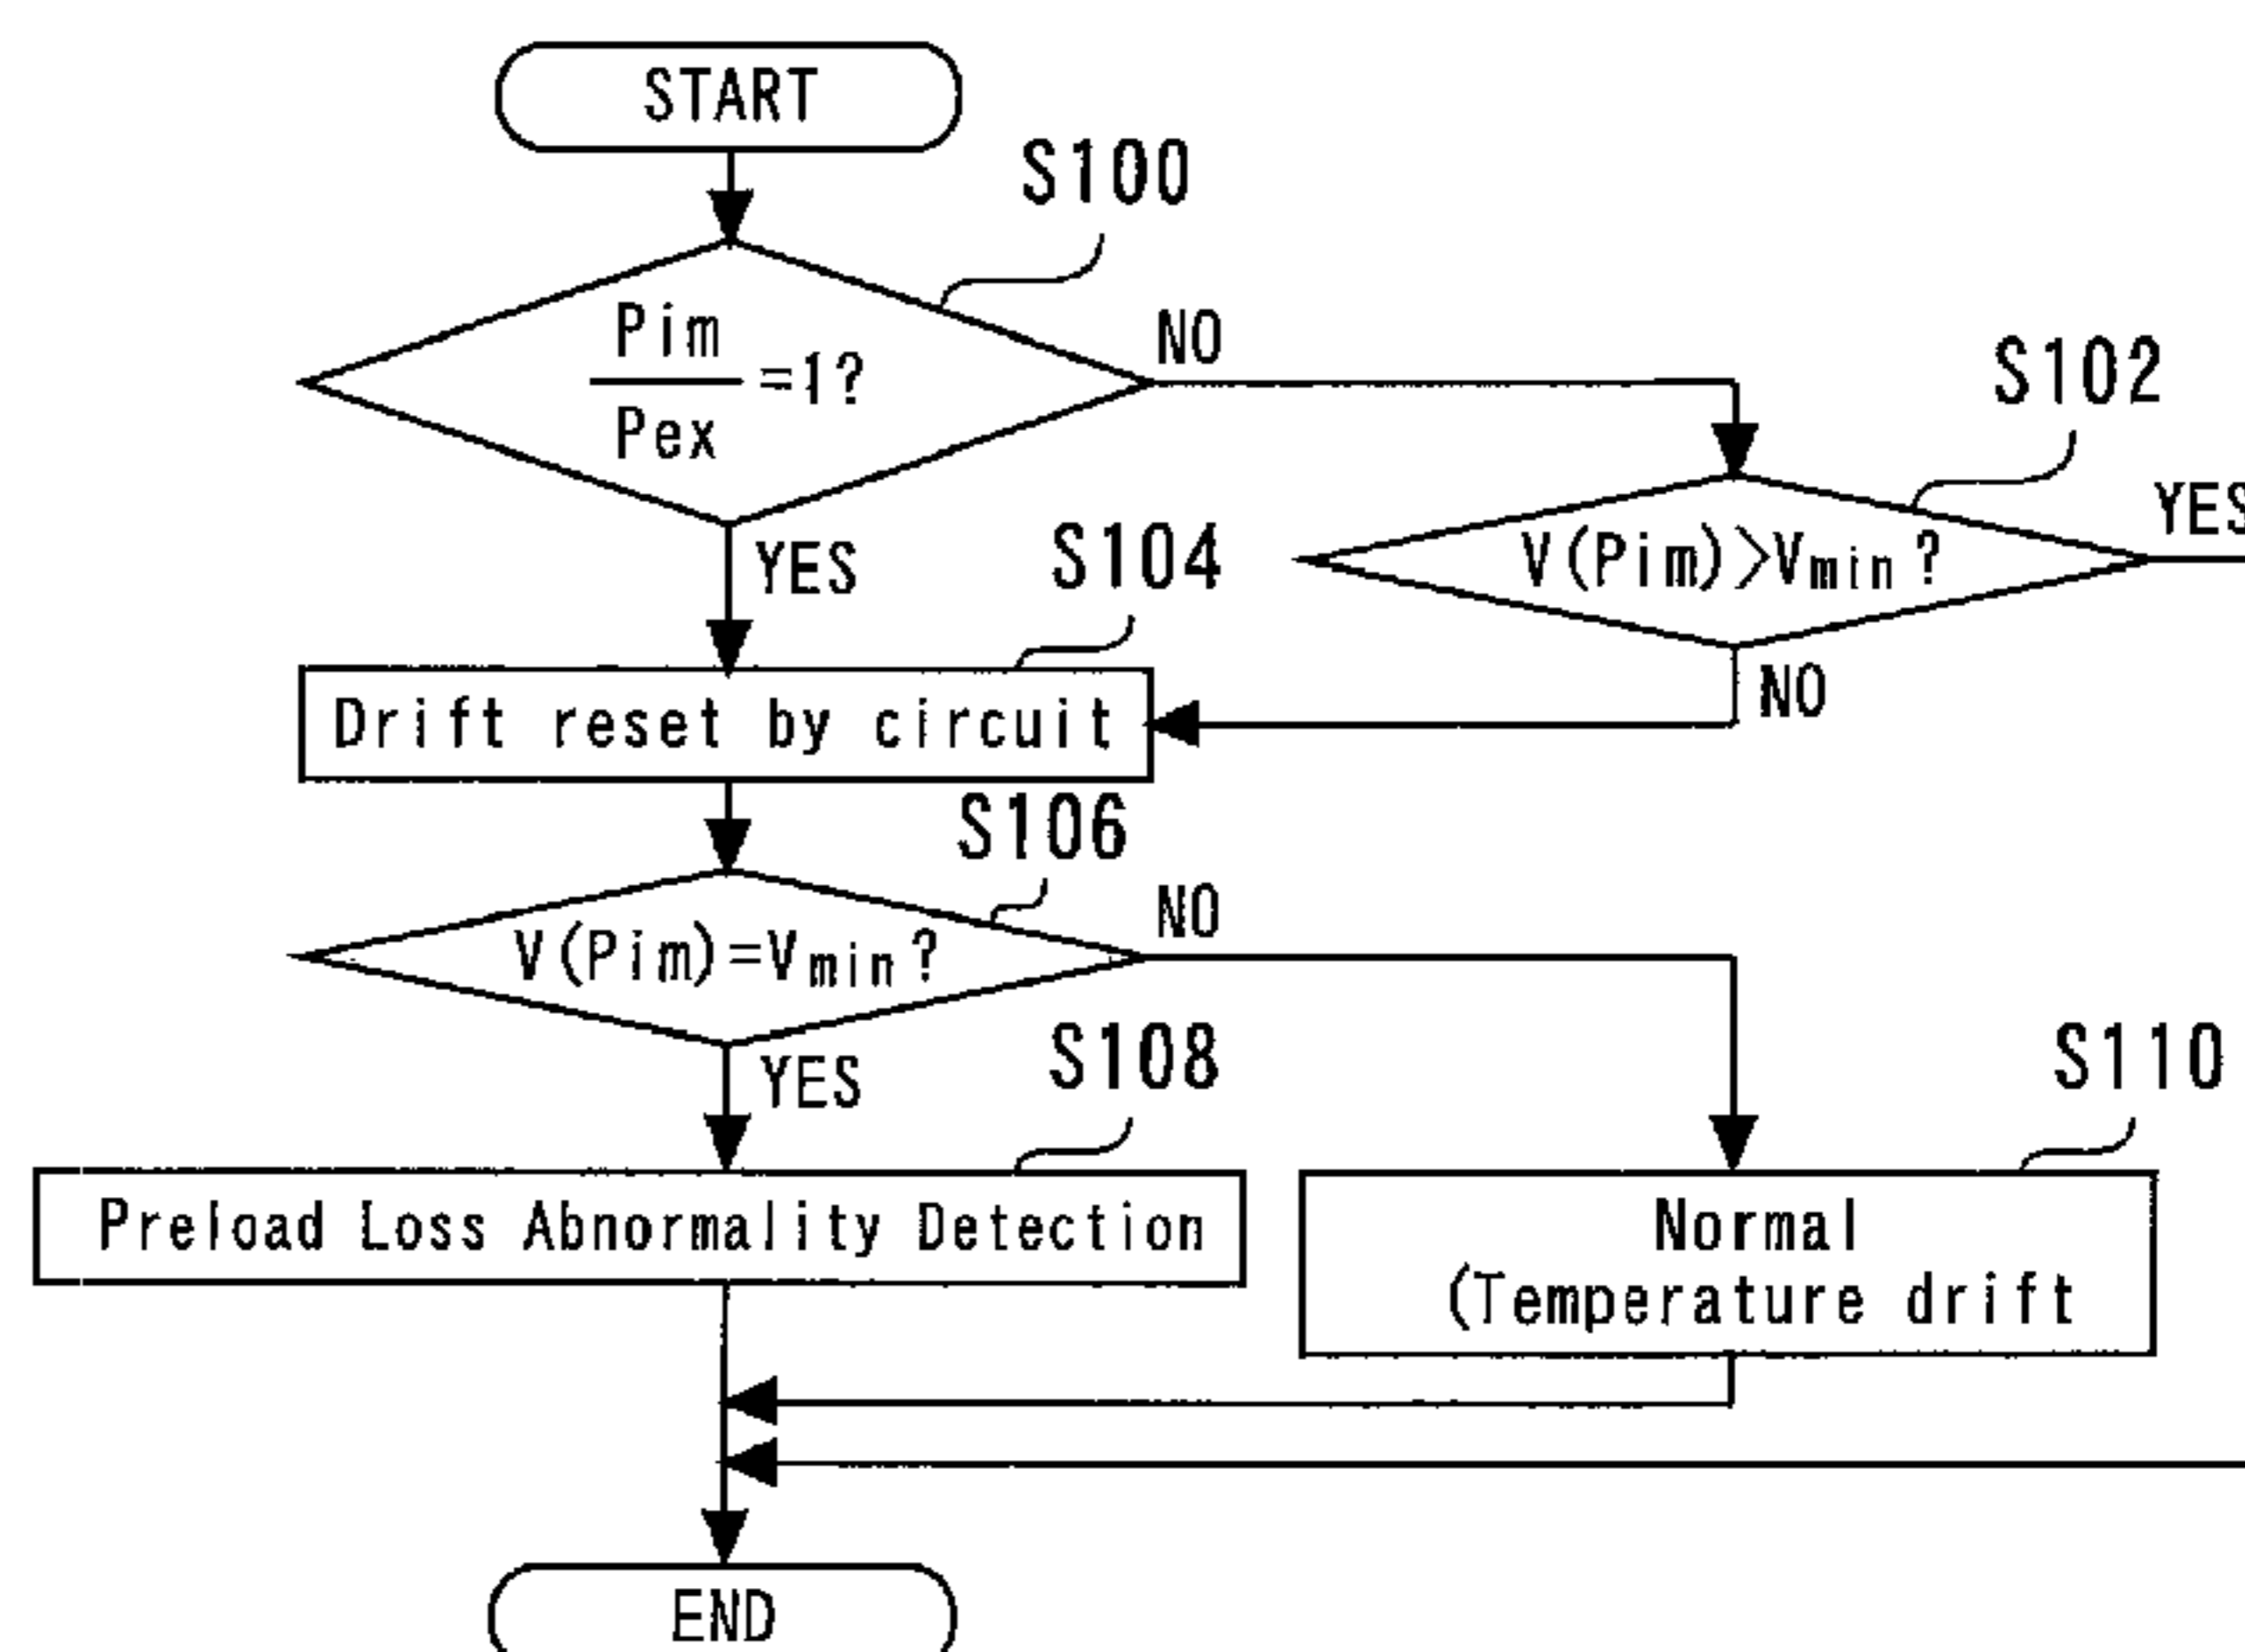 START
S100
Pim
=1?
Pex
NO
S102
YES
V(Pim)>Vmin?
YES
S104
NO
Drift reset by circuit
S106
NO
V(Pim)=Vmin?
YES
S108
S110
Preload Loss Abnormality Detection
Normal
(Temperature drift
END